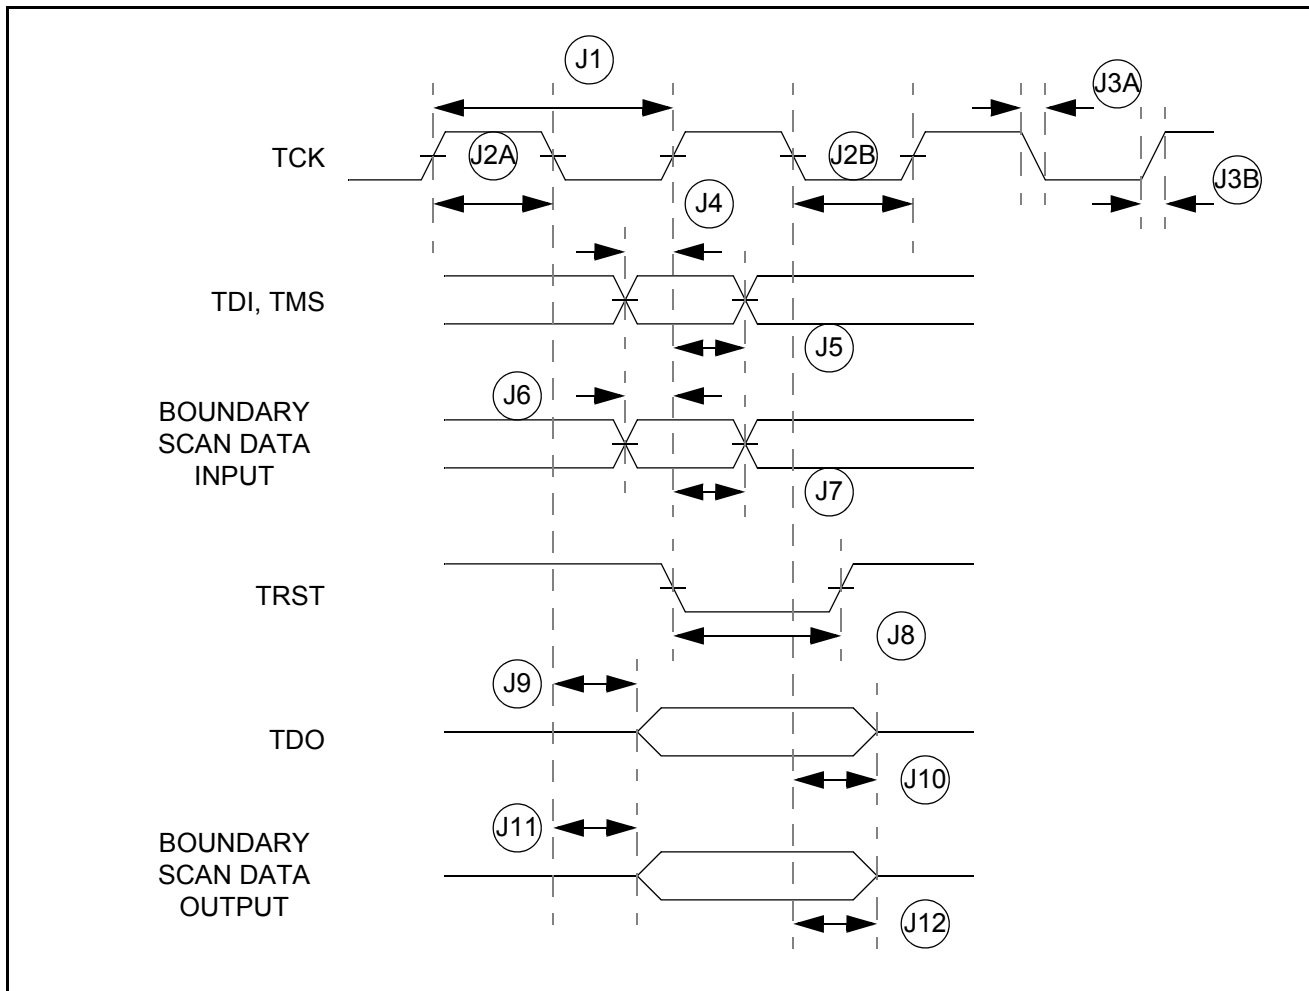 J1
J3A
TCK
J2A
J2B
J3B
J4
TDI, TMS
J5
J6
BOUNDARY
SCAN DATA
INPUT
J7
TRST
J8
J9
TDO
J10
J11
BOUNDARY
SCAN DATA
OUTPUT
J12